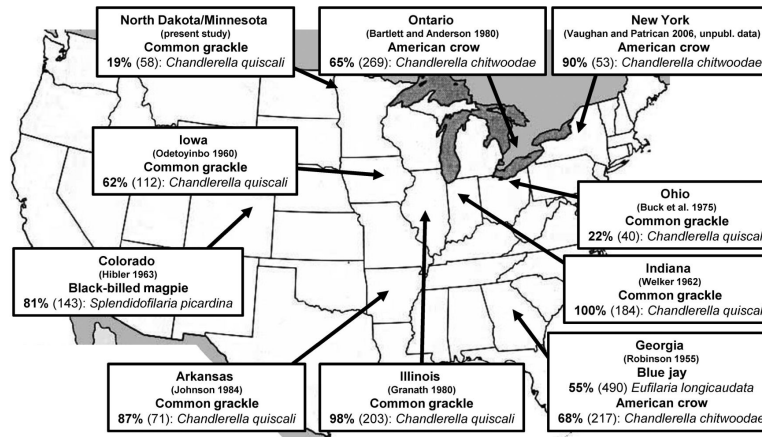 North Dakota/Minnesota
(present study)
Common grackle
19% (58): Chandlerella quiscali
Ontario
(Bartlett and Anderson 1980)
American crow
65% (269): Chandlerella chitwoodae
New York
(Vaughan and Patrican 2006, unpubl. data)
American crow
90% (53): Chandlerella chitwoodae
Iowa
(Odetoyinbo 1960)
Common grackle
62% (112): Chandlerella quiscali
Ohio
(Buck et al. 1975)
Common grackle
22% (40): Chandlerella quiscali
Colorado
(Hibler 1963)
Black-billed magpie
81% (143): Splendidofilaria picardina
Indiana
(Welker 1962)
Common grackle
100% (184): Chandlerella quiscali
Arkansas
(Johnson 1984)
Common grackle
87% (71): Chandlerella quiscali
Illinois
(Granath 1980)
Common grackle
98% (203): Chandlerella quiscali
Georgia
(Robinson 1955)
Blue jay
55% (490) Eufilaria longicaudata
American crow
68% (217): Chandlerella chitwoodae